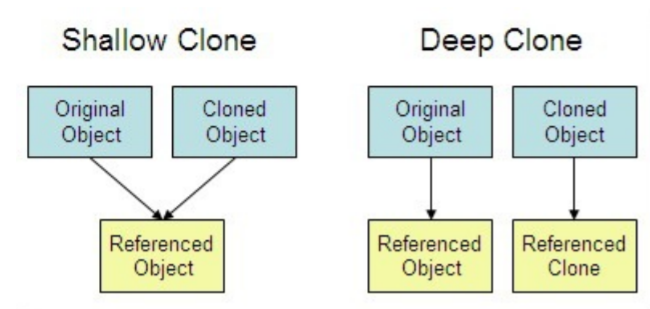 Shallow Clone
Deep Clone
Original
Object
Cloned
Object
Original
Object
Cloned
Object
Referenced
Object
Referenced
Object
Referenced
Clone